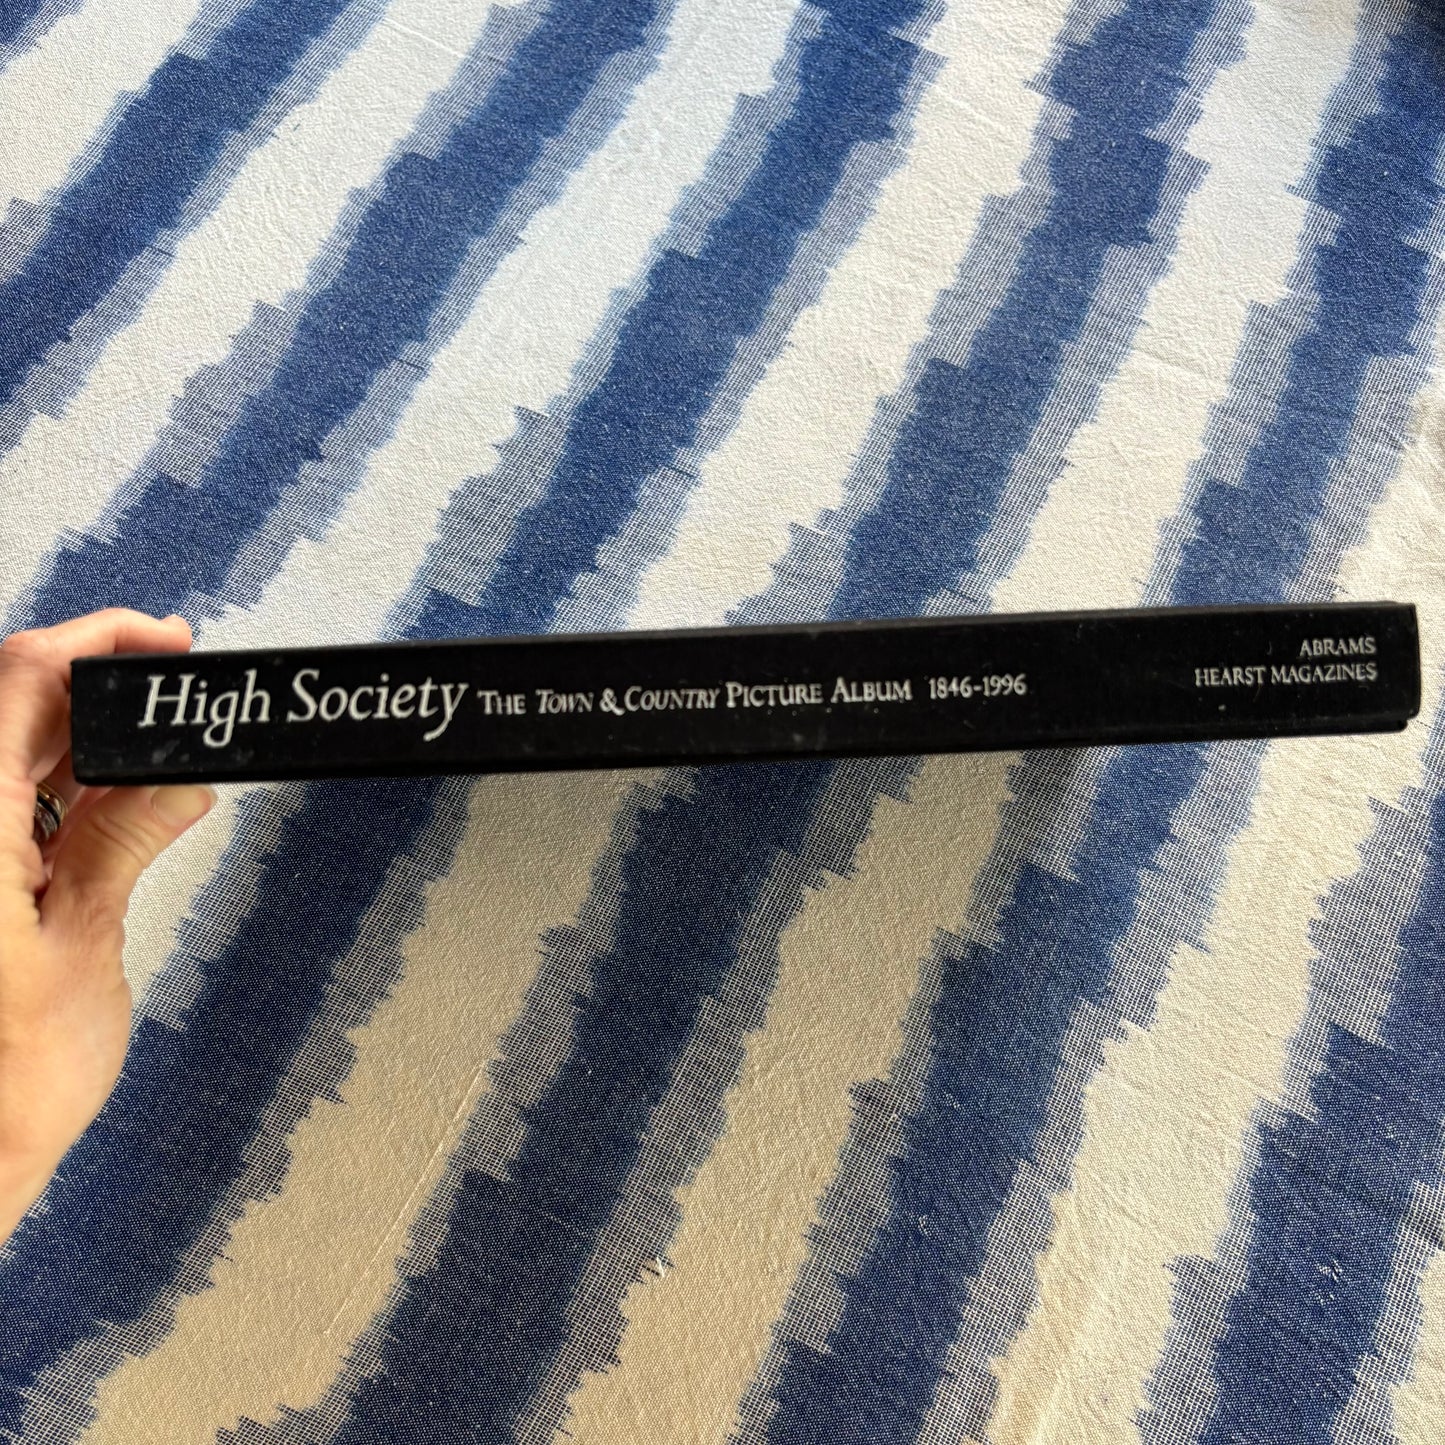 High Society THE TOWN & COUNTRY PICTURE ALBUM 1846-1996
ABRAMS
HEARST MAGAZINES